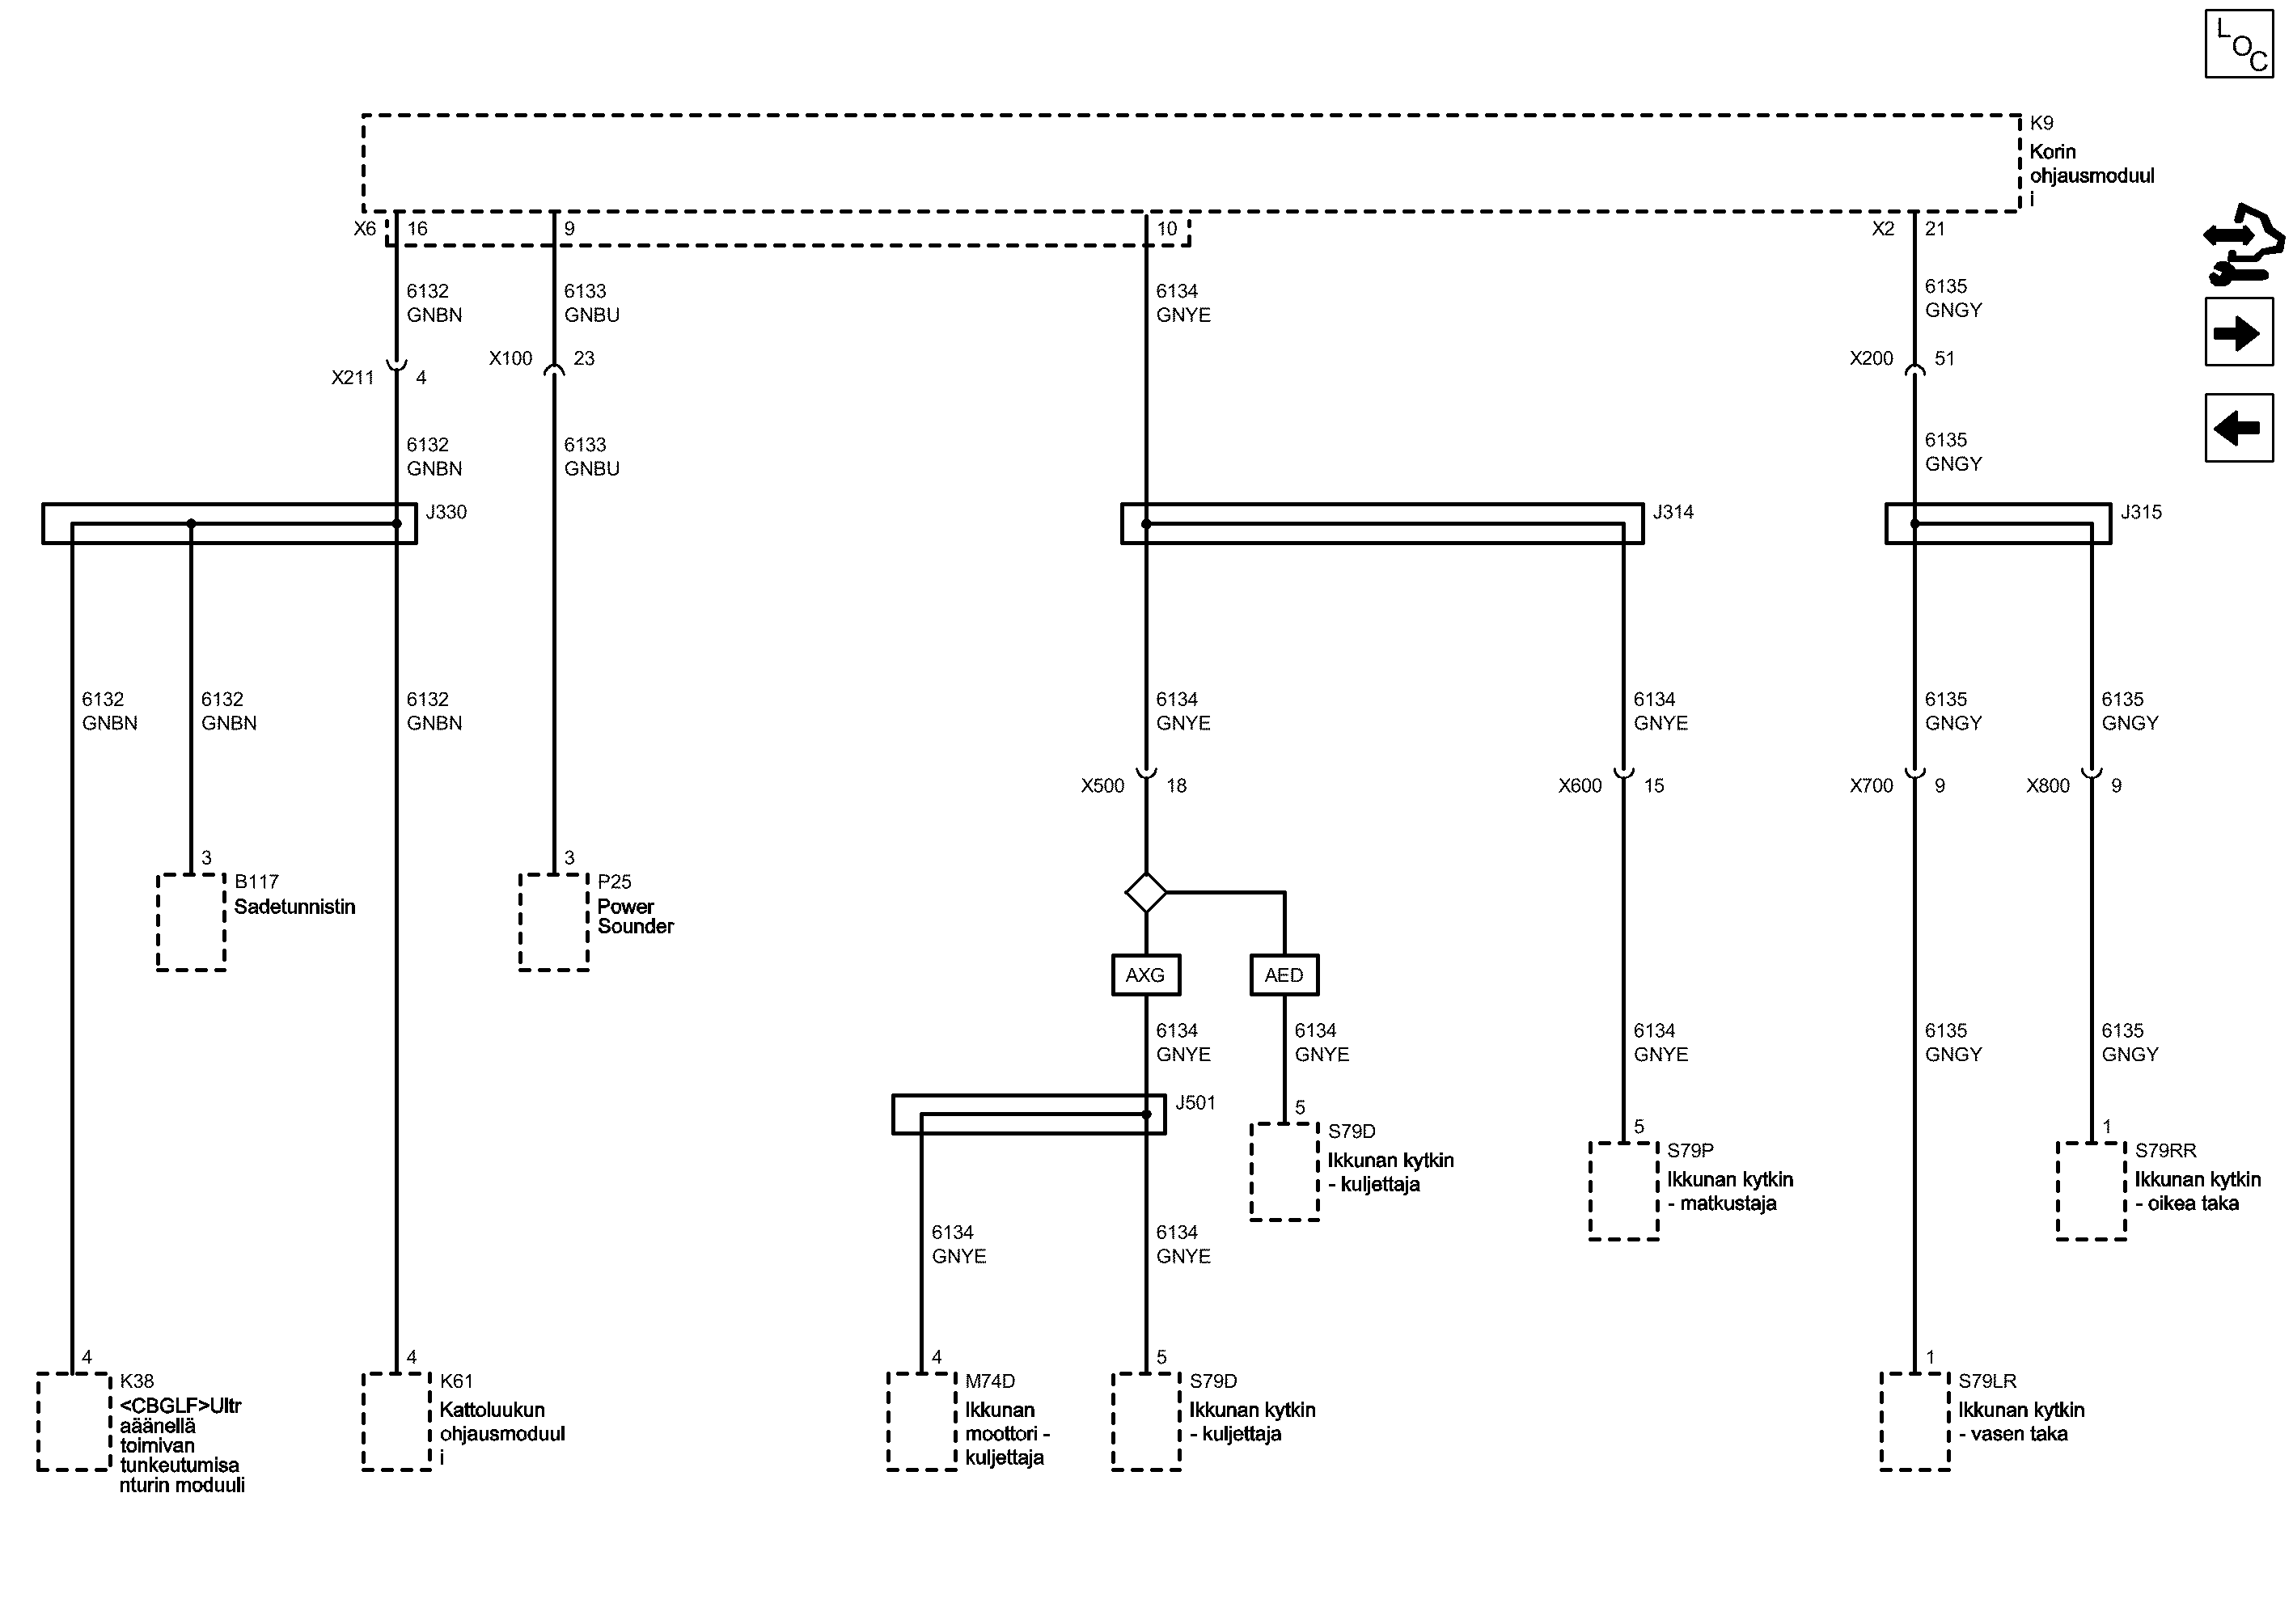 LOC
K9
Korin
ohjausmoduul
i
X6
16
9
10
X2
21
6132
GNBN
6133
GNBU
6134
GNYE
6135
GNGY
X211
4
X100
23
X200
51
6132
GNBN
6133
GNBU
6135
GNGY
J330
J314
J315
6132
GNBN
6132
GNBN
6132
GNBN
6134
GNYE
6134
GNYE
6135
GNGY
6135
GNGY
X500
18
X600
15
X700
9
X800
9
3
B117
Sadetunnistin
3
P25
Power
Sounder
AXG
AED
6134
GNYE
6134
GNYE
6134
GNYE
6135
GNGY
6135
GNGY
J501
5
S79D
Ikkunan kytkin
- kuljettaja
5
S79P
Ikkunan kytkin
- matkustaja
1
S79RR
Ikkunan kytkin
- oikea taka
6134
GNYE
6134
GNYE
4
K38
<CBGLF>Ultr
aäänellä
toimivan
tunkeutumisa
nturin moduuli
4
K61
Kattoluukun
ohjausmoduul
i
4
M74D
Ikkunan
moottori -
kuljettaja
5
S79D
Ikkunan kytkin
- kuljettaja
1
S79LR
Ikkunan kytkin
- vasen taka